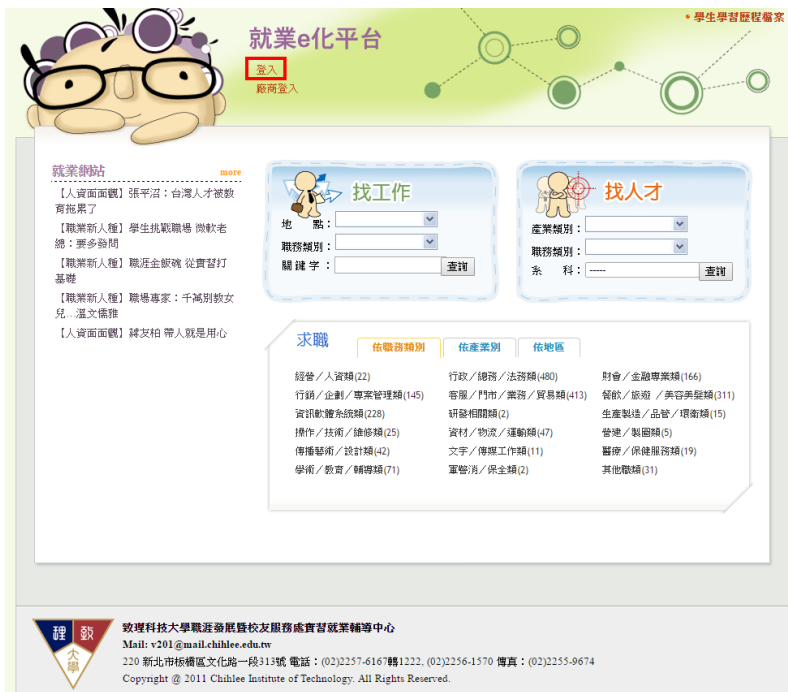 • 學生學習歷程檔案
就業e化平台
登入
廠商登入
就業網站 more
【人資面面觀】張平沼：台灣人才被教
育拖累了
【職業新人種】學生挑戰職場 微軟老
總：要多發問
【職業新人種】職涯金飯碗 從實習打
基礎
【職業新人種】職場專家：千萬別教女
兒...溫文儒雅
【人資面面觀】緯友柏 帶人就是用心
找工作
地　點：
職務類別：
關鍵字： 查詢
找人才
產業類別：
職務類別：
系　科： ----- 查詢
求職 依職務類別 依產業別 依地區
經營／人資類(22) 行政／總務／法務類(480) 財會／金融專業類(166)
行銷／企劃／專案管理類(145) 客服／門市／業務／貿易類(413) 餐飲／旅遊 ／美容美髮類(311)
資訊軟體系統類(228) 研發相關類(2) 生產製造／品管／環衛類(15)
操作／技術／維修類(25) 資材／物流／運輸類(47) 營建／製圖類(5)
傳播藝術／設計類(42) 文字／傳媒工作類(11) 醫療／保健服務類(19)
學術／教育／輔導類(71) 軍警消／保全類(2) 其他職類(31)
理 致
大
學
致理科技大學職涯發展暨校友服務處實習就業輔導中心
Mail: v201@mail.chihlee.edu.tw
220 新北市板橋區文化路一段313號 電話：(02)2257-6167轉1222, (02)2256-1570 傳真：(02)2255-9674
Copyright @ 2011 Chihlee Institute of Technology. All Rights Reserved.